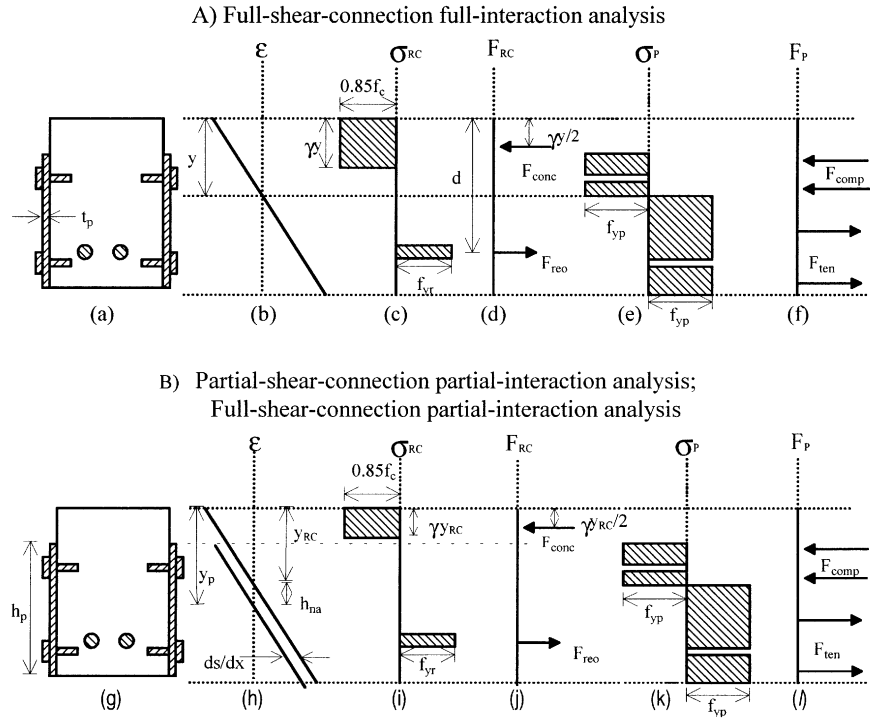 A) Full-shear-connection full-interaction analysis
ε
σRC
FRC
σP
FP
0.85fc
y
γy
d
γy/2
Fconc
Fcomp
tp
fyp
Freo
fyr
Ften
fyp
(a)
(b)
(c)
(d)
(e)
(f)
B) Partial-shear-connection partial-interaction analysis;
Full-shear-connection partial-interaction analysis
ε
σRC
FRC
σP
FP
0.85fc
yRC
γyRC
γyRC/2
Fconc
yp
hp
hna
Fcomp
fyp
ds/dx
fyr
Freo
Ften
fyp
(g)
(h)
(i)
(j)
(k)
(l)